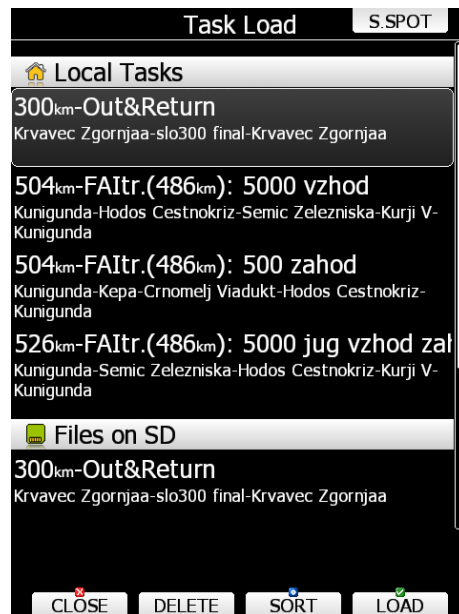 Task Load
S.SPOT
Local Tasks
300km-Out&Return
Krvavec Zgornjaa-slo300 final-Krvavec Zgornjaa
504km-FAItr.(486km): 5000 vzhod
Kunigunda-Hodos Cestnokriz-Semic Zelezniska-Kurji V-
Kunigunda
504km-FAItr.(486km): 500 zahod
Kunigunda-Kepa-Crnomelj Viadukt-Hodos Cestnokriz-
Kunigunda
526km-FAItr.(486km): 5000 jug vzhod zah
Kunigunda-Semic Zelezniska-Hodos Cestnokriz-Kurji V-
Kunigunda
Files on SD
300km-Out&Return
Krvavec Zgornjaa-slo300 final-Krvavec Zgornjaa
CLOSE DELETE SORT LOAD